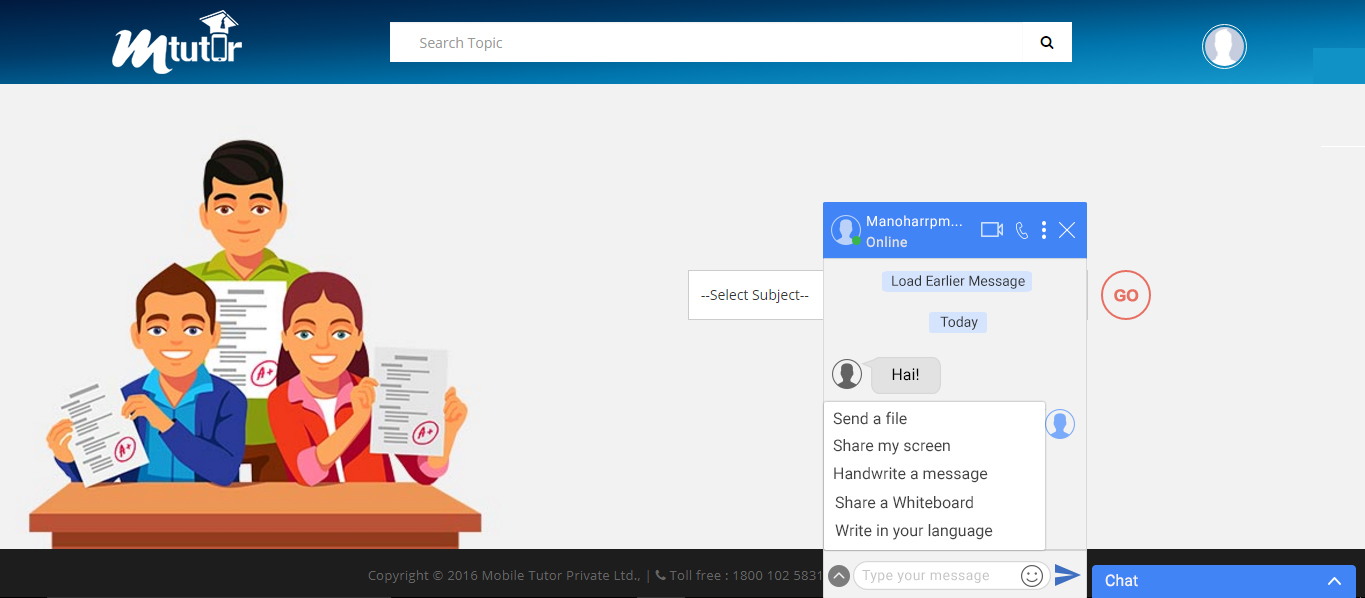 Mtutor
Search Topic
Manoharrpm...
Online
Load Earlier Message
Today
--Select Subject--
GO
Hai!
A+
A+
A+
Send a file
Share my screen
Handwrite a message
Share a Whiteboard
Write in your language
Copyright © 2016 Mobile Tutor Private Ltd., | Toll free : 1800 102 5831
Type your message
Chat